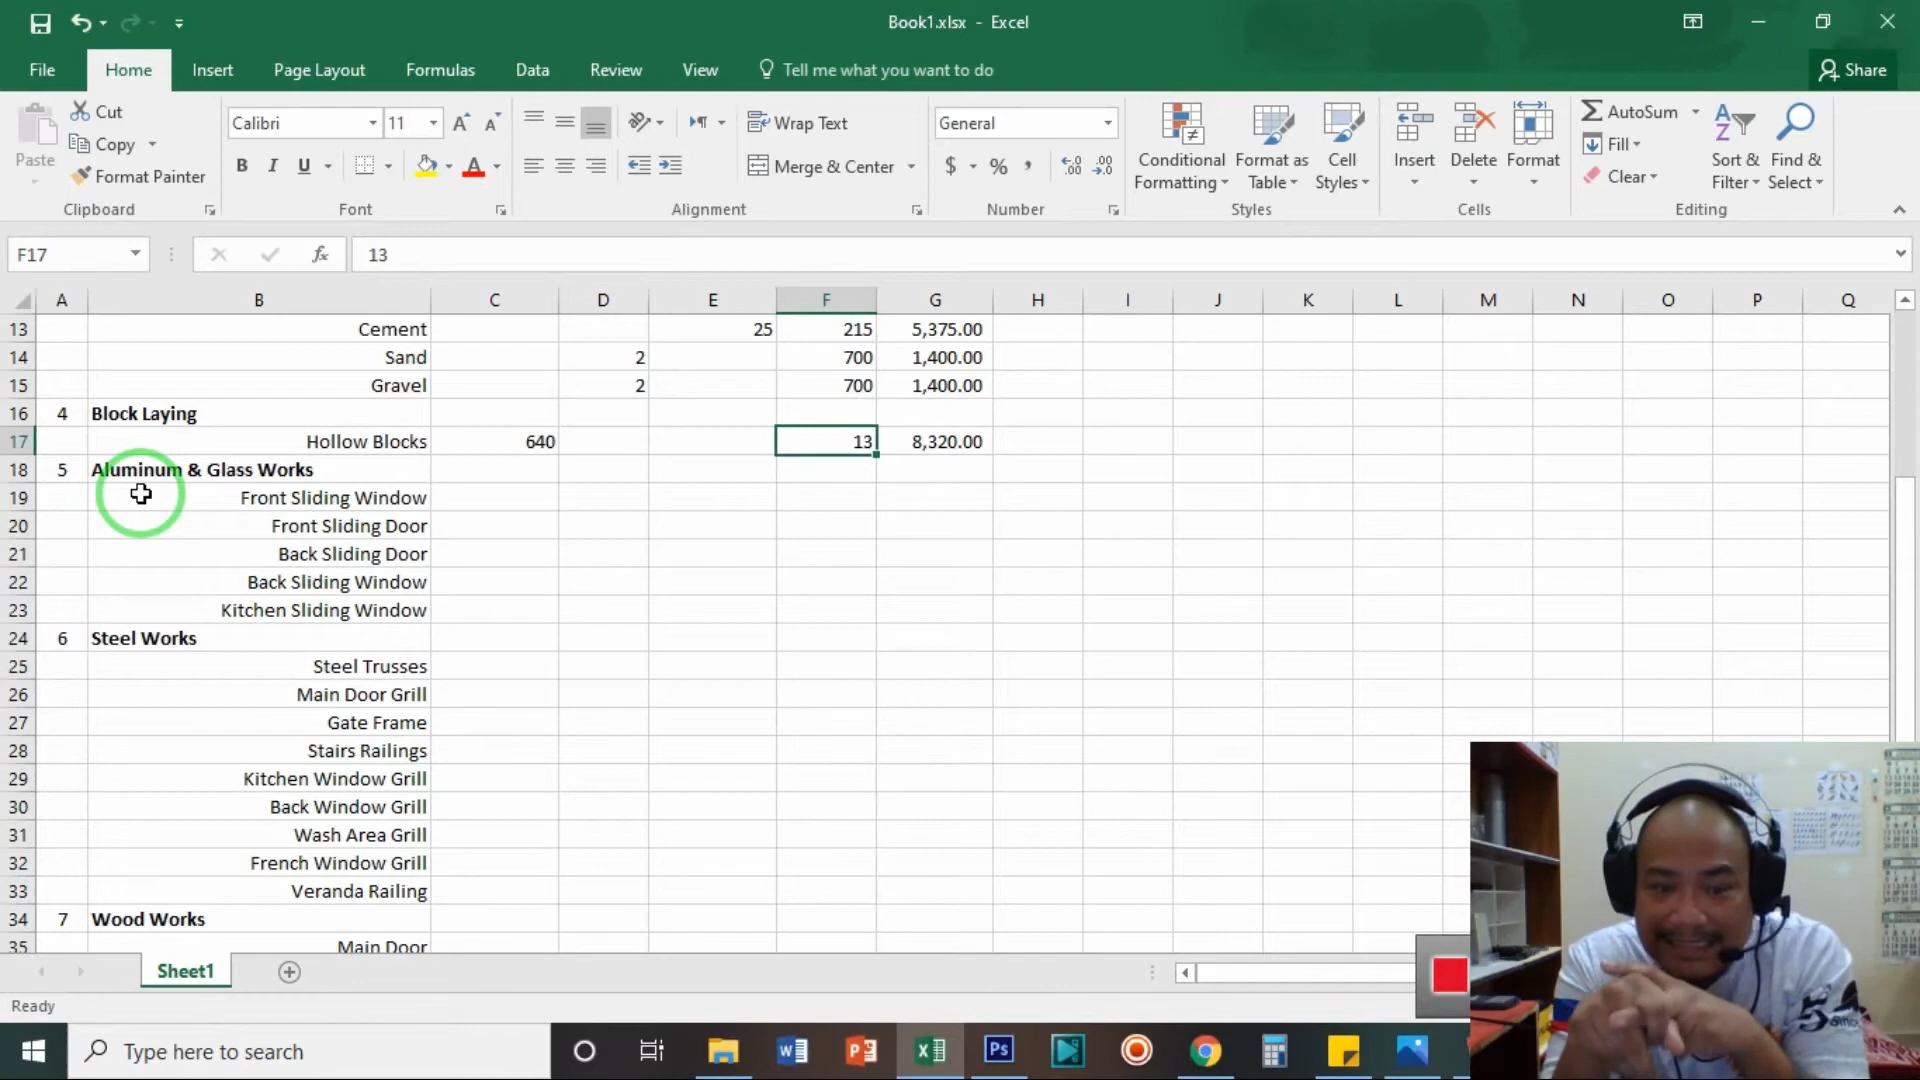 Book1.xlsx - Excel
File Home Insert Page Layout Formulas Data Review View Tell me what you want to do Share
Paste Cut Copy Format Painter
Clipboard
Calibri 11
B I U A
Font
Wrap Text
Merge & Center
Alignment
General
$ % ,
Number
Conditional Formatting Format as Table Cell Styles
Styles
Insert Delete Format
Cells
AutoSum
Fill
Clear
Sort & Filter Find & Select
Editing
F17 fx 13
A B C D E F G H I J K L M N O P Q
13 Cement 25 215 5,375.00
14 Sand 2 700 1,400.00
15 Gravel 2 700 1,400.00
16 4 Block Laying
17 Hollow Blocks 640 13 8,320.00
18 5 Aluminum & Glass Works
19 Front Sliding Window
20 Front Sliding Door
21 Back Sliding Door
22 Back Sliding Window
23 Kitchen Sliding Window
24 6 Steel Works
25 Steel Trusses
26 Main Door Grill
27 Gate Frame
28 Stairs Railings
29 Kitchen Window Grill
30 Back Window Grill
31 Wash Area Grill
32 French Window Grill
33 Veranda Railing
34 7 Wood Works
35 Main Door
Sheet1
Ready
Type here to search